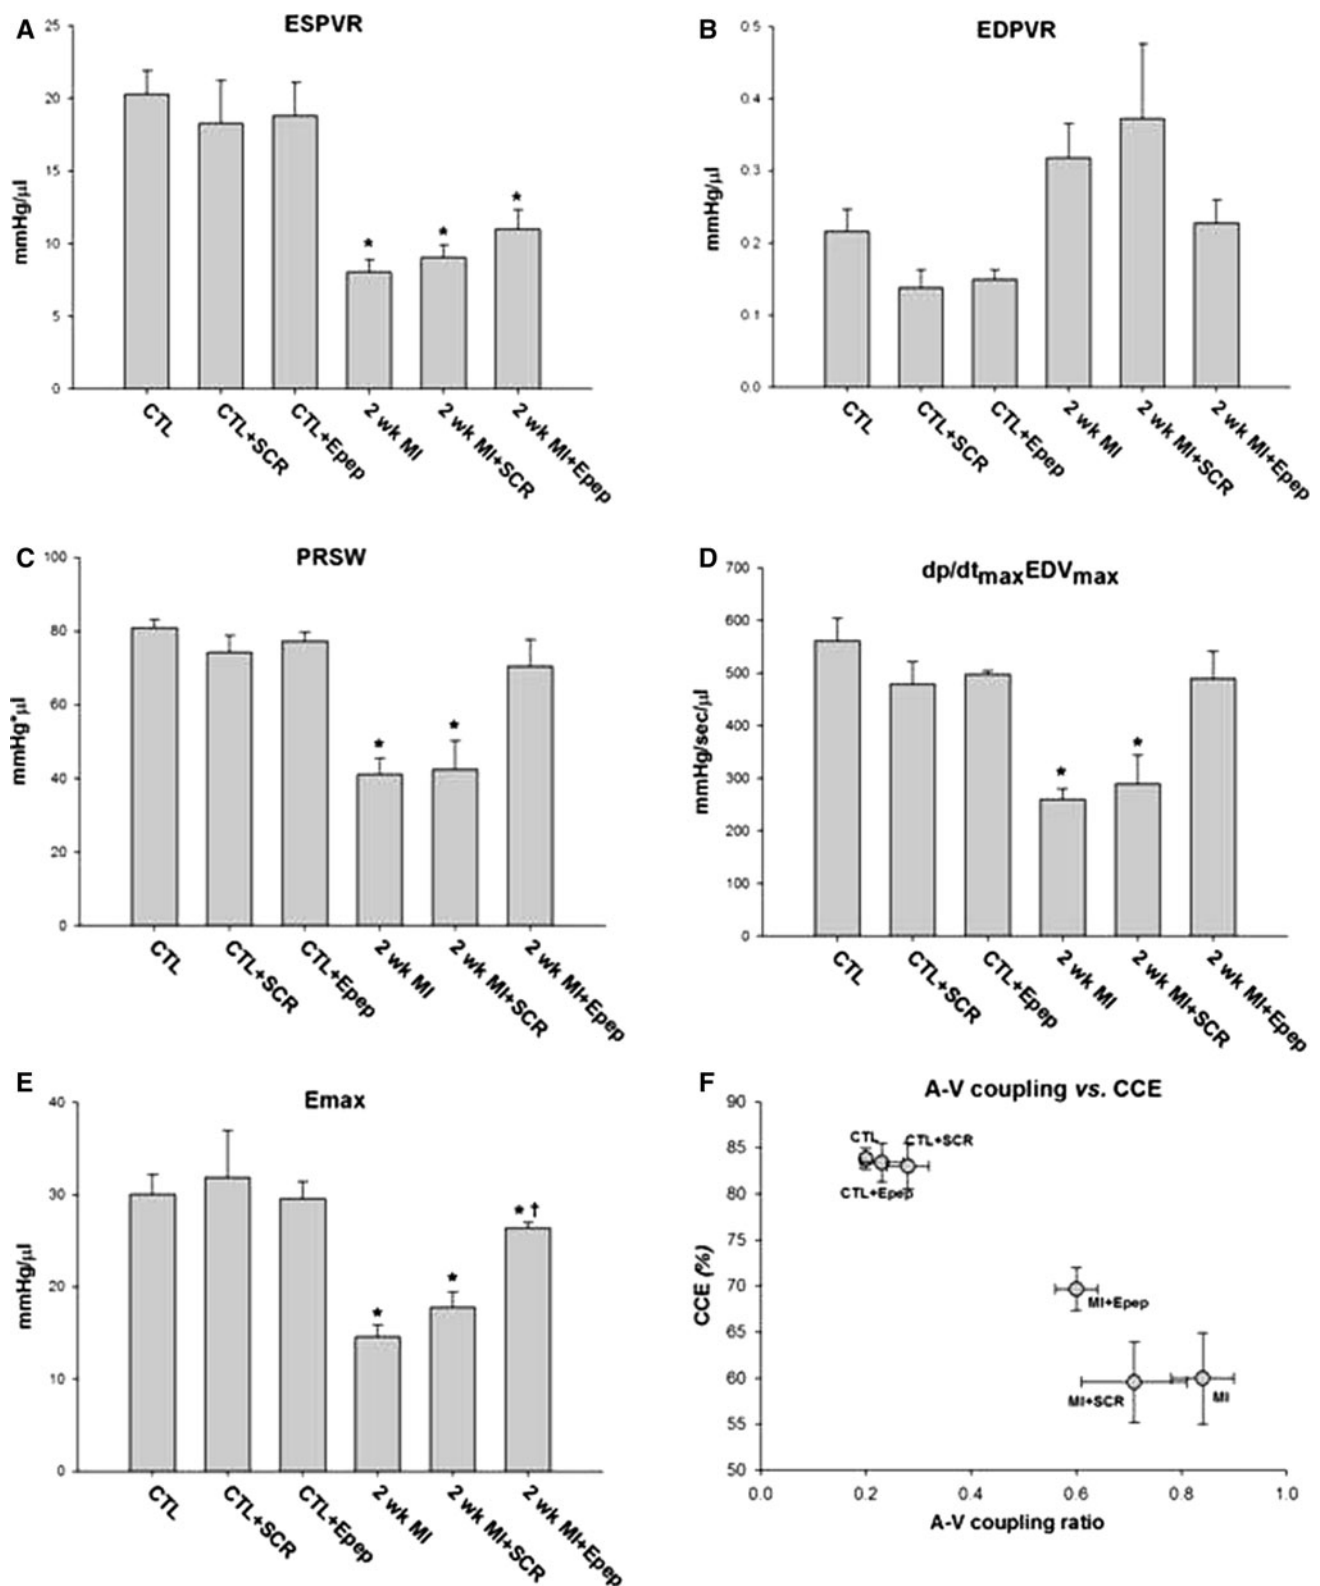 A
ESPVR
25
20
15
10
5
0
mmHg/µl
*
*
*
CTL
CTL+SCR
CTL+Epep
2 wk MI
2 wk MI+SCR
2 wk MI+Epep
B
EDPVR
0.5
0.4
0.3
0.2
0.1
0.0
mmHg/µl
CTL
CTL+SCR
CTL+Epep
2 wk MI
2 wk MI+SCR
2 wk MI+Epep
C
PRSW
100
80
60
40
20
0
mmHg*µl
*
*
CTL
CTL+SCR
CTL+Epep
2 wk MI
2 wk MI+SCR
2 wk MI+Epep
D
dp/dtmaxEDVmax
700
600
500
400
300
200
100
0
mmHg/sec/µl
*
*
CTL
CTL+SCR
CTL+Epep
2 wk MI
2 wk MI+SCR
2 wk MI+Epep
E
Emax
40
30
20
10
0
mmHg/µl
*
*
* †
CTL
CTL+SCR
CTL+Epep
2 wk MI
2 wk MI+SCR
2 wk MI+Epep
F
A-V coupling vs. CCE
90
85
80
75
70
65
60
55
50
CCE (%)
CTL
CTL+SCR
CTL+Epep
MI+Epep
MI+SCR
MI
0.0 0.2 0.4 0.6 0.8 1.0
A-V coupling ratio